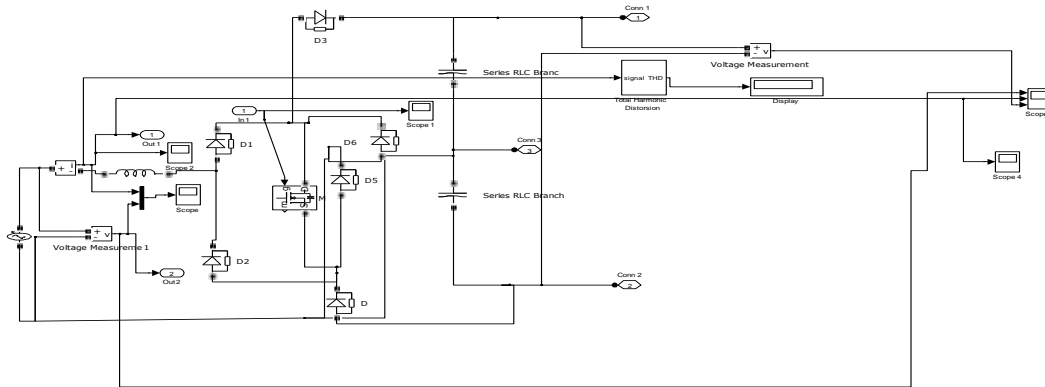 Conn 1
1
D3
+
-
v
Voltage Measurement
Series RLC Branc
signal THD
Total Harmonic
Distorsion
Display
Scope
1
In 1
Scope 1
1
Out1
D1
D6
Conn 3
3
Scope 2
+
-
i
D5
Scope 4
Scope
g
D
m
S
M
Series RLC Branch
+
-
v
Voltage Measureme 1
D2
2
Out2
Conn 2
2
D